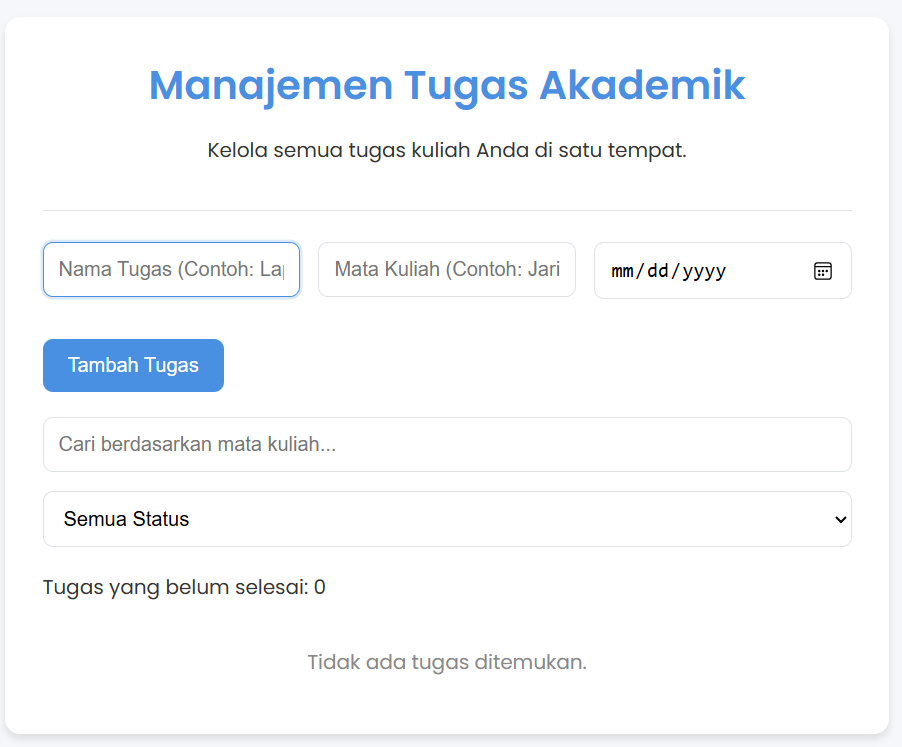 Manajemen Tugas Akademik
Kelola semua tugas kuliah Anda di satu tempat.
Nama Tugas (Contoh: La
Mata Kuliah (Contoh: Jari
mm/dd/yyyy
Tambah Tugas
Cari berdasarkan mata kuliah...
Semua Status
Tugas yang belum selesai: 0
Tidak ada tugas ditemukan.